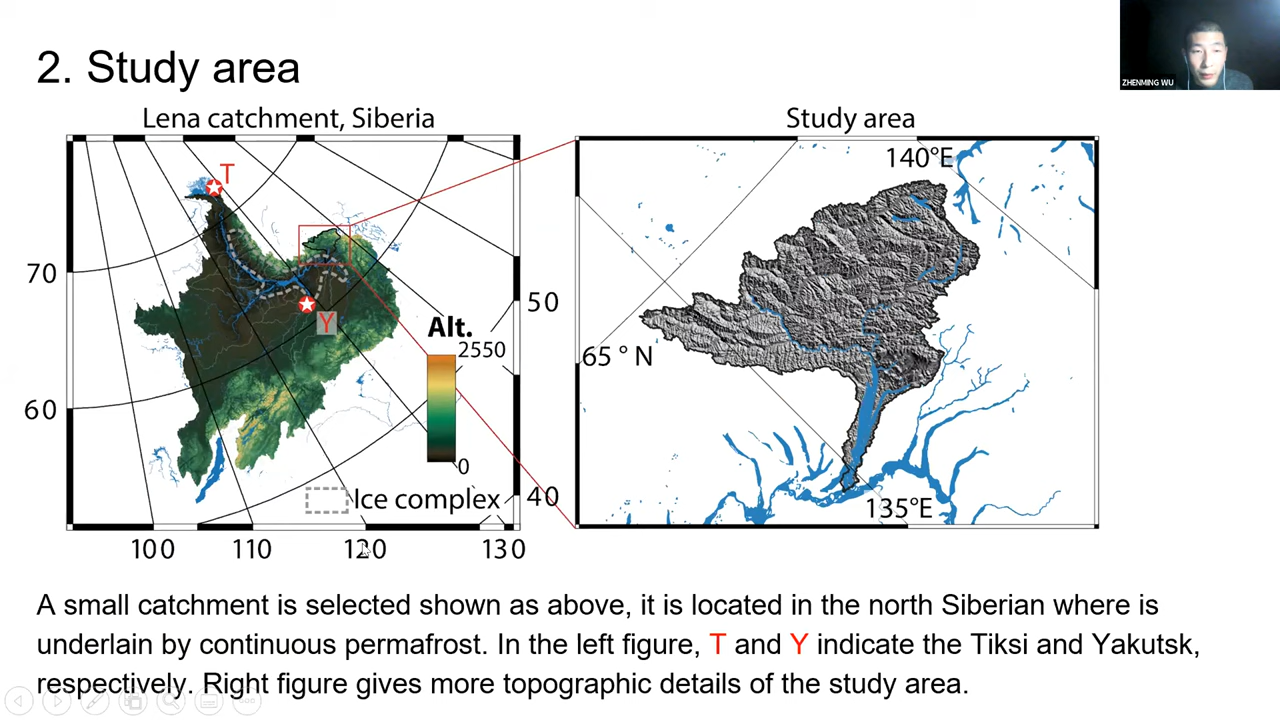 2. Study area
ZHENMING WU
Lena catchment, Siberia
Study area
T
140°E
70
50
Y
Alt.
2550
65 ° N
60
0
Ice complex
40
135°E
100
110
120
130
A small catchment is selected shown as above, it is located in the north Siberian where is
underlain by continuous permafrost. In the left figure, T and Y indicate the Tiksi and Yakutsk,
respectively. Right figure gives more topographic details of the study area.